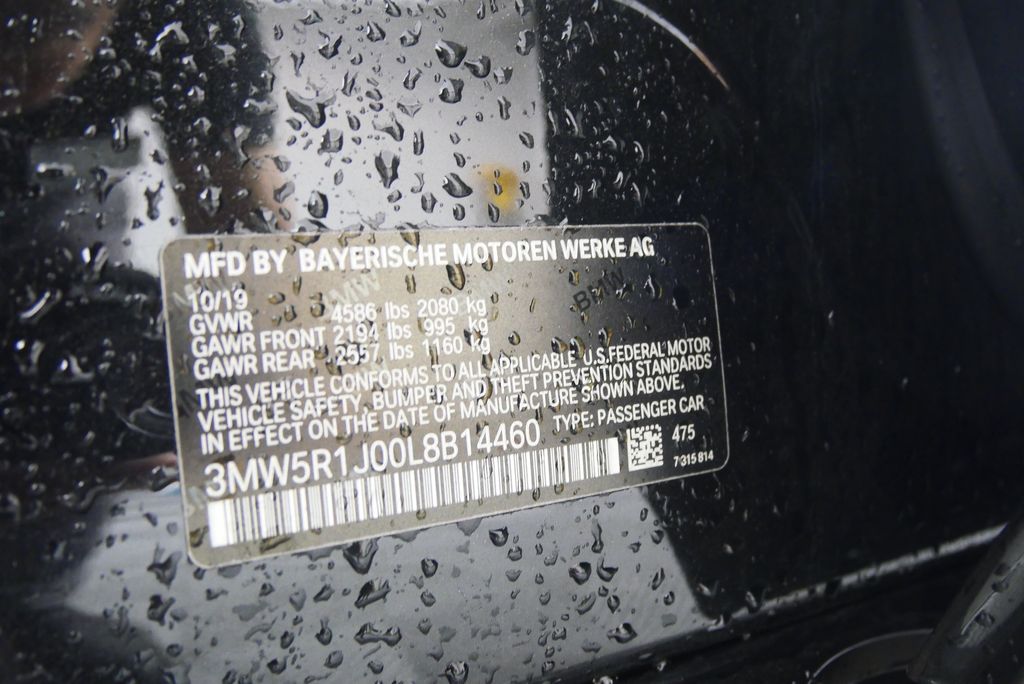 MFD BY BAYERISCHE MOTOREN WERKE AG
10/19
GVWR 4586 lbs 2080 kg
GAWR FRONT 2194 lbs 995 kg
GAWR REAR 2557 lbs 1160 kg
THIS VEHICLE CONFORMS TO ALL APPLICABLE U.S.FEDERAL MOTOR
VEHICLE SAFETY, BUMPER AND THEFT PREVENTION STANDARDS
IN EFFECT ON THE DATE OF MANUFACTURE SHOWN ABOVE.
3MW5R1J00L8B14460 TYPE: PASSENGER CAR
475
7 315 814
BMW